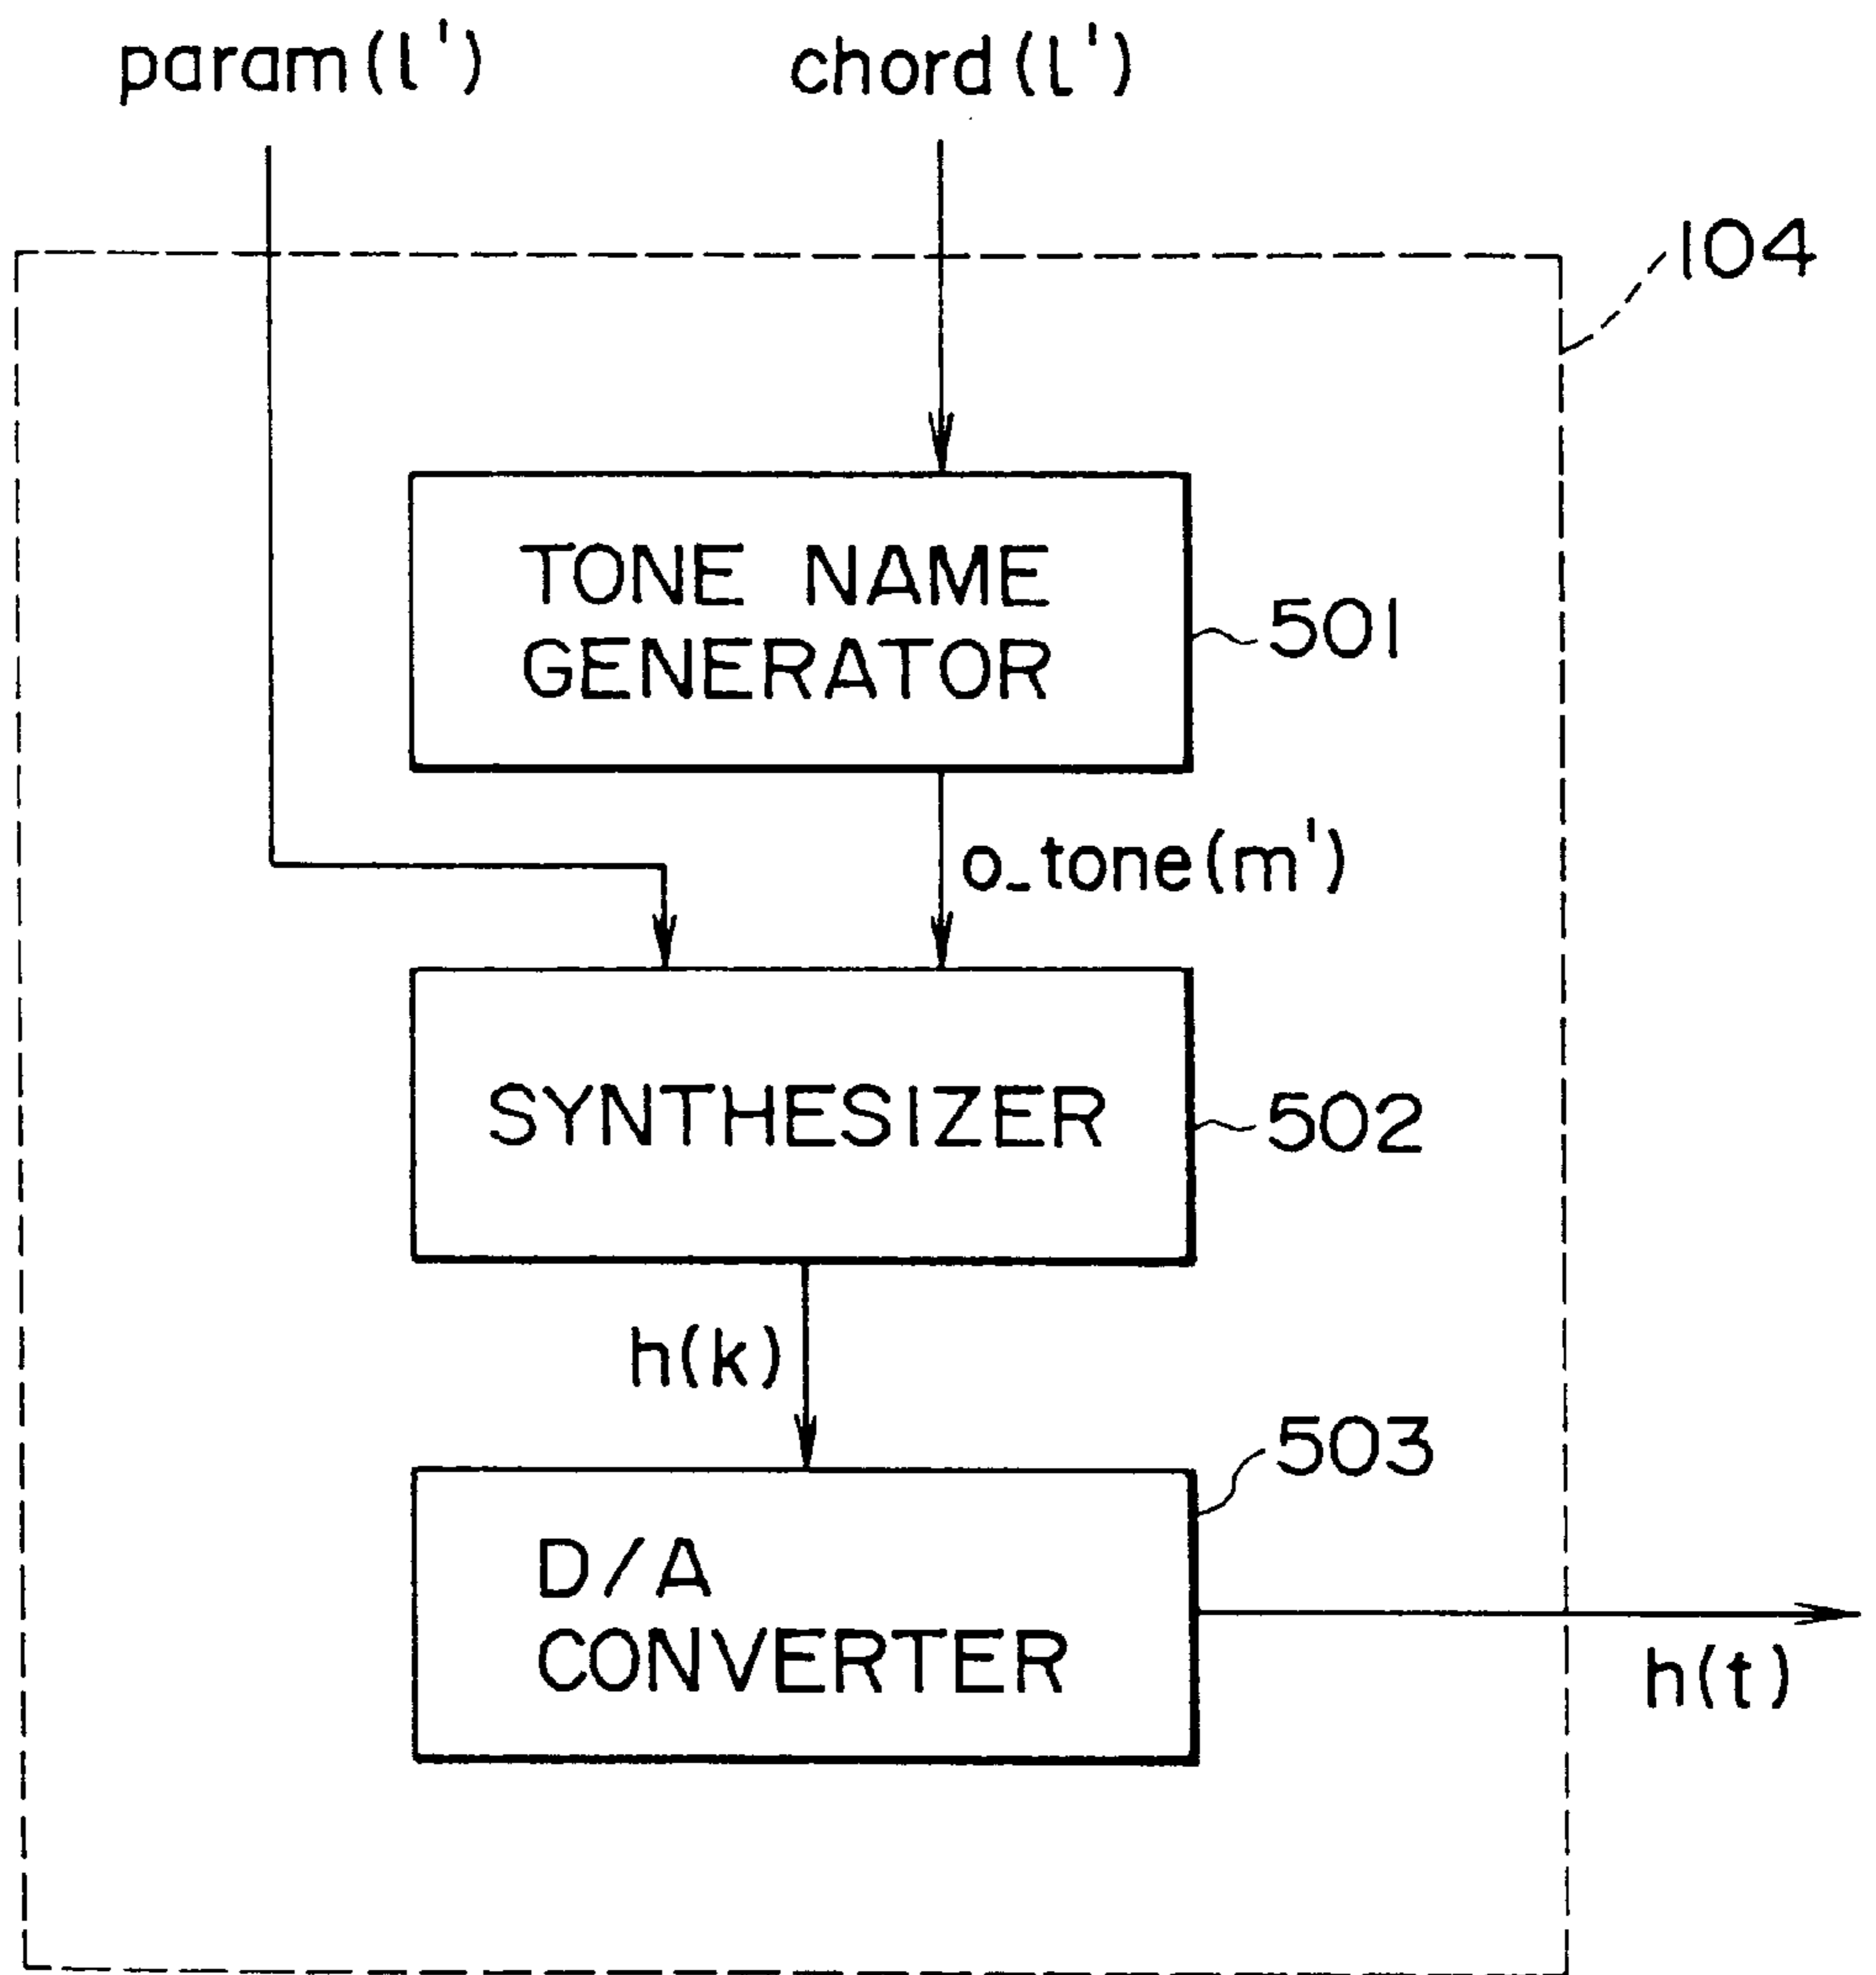 param(l')
chord(l')
104
TONE NAME
GENERATOR
501
o_tone(m')
SYNTHESIZER
502
h(k)
503
D/A
CONVERTER
h(t)